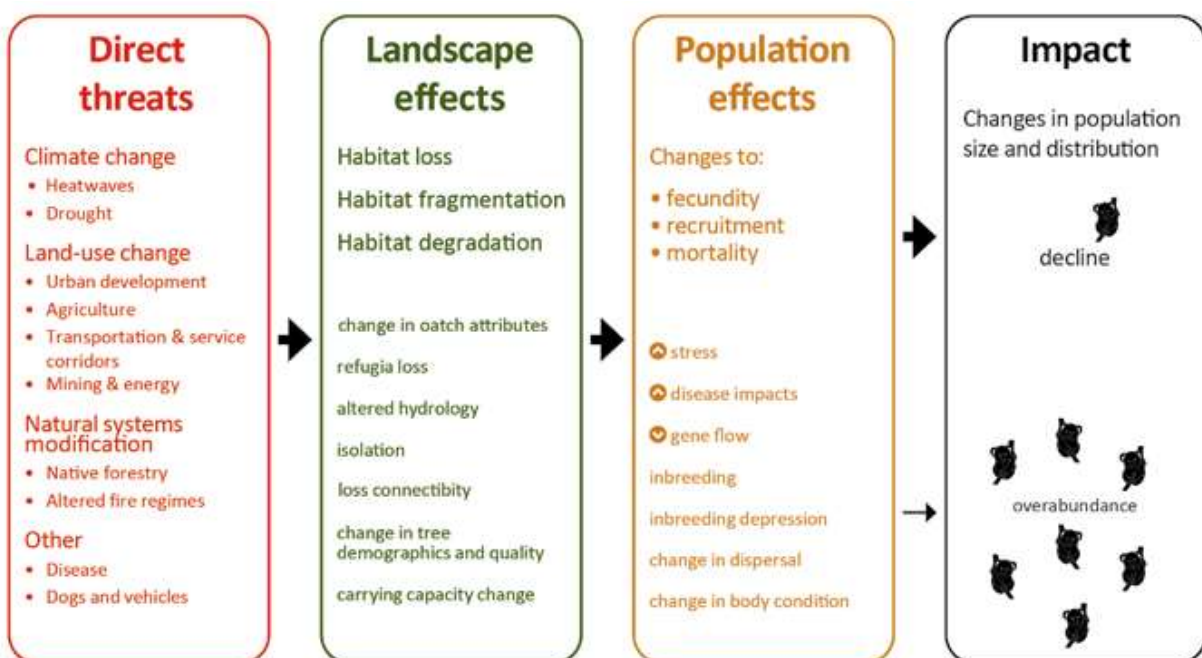 Direct
threats
Climate change
• Heatwaves
• Drought
Land-use change
• Urban development
• Agriculture
• Transportation & service
corridors
• Mining & energy
Natural systems
modification
• Native forestry
• Altered fire regimes
Other
• Disease
• Dogs and vehicles
Landscape
effects
Habitat loss
Habitat fragmentation
Habitat degradation
change in oatch attributes
refugia loss
altered hydrology
isolation
loss connectibity
change in tree
demographics and quality
carrying capacity change
Population
effects
Changes to:
• fecundity
• recruitment
• mortality
stress
disease impacts
gene flow
inbreeding
inbreeding depression
change in dispersal
change in body condition
Impact
Changes in population
size and distribution
decline
overabundance